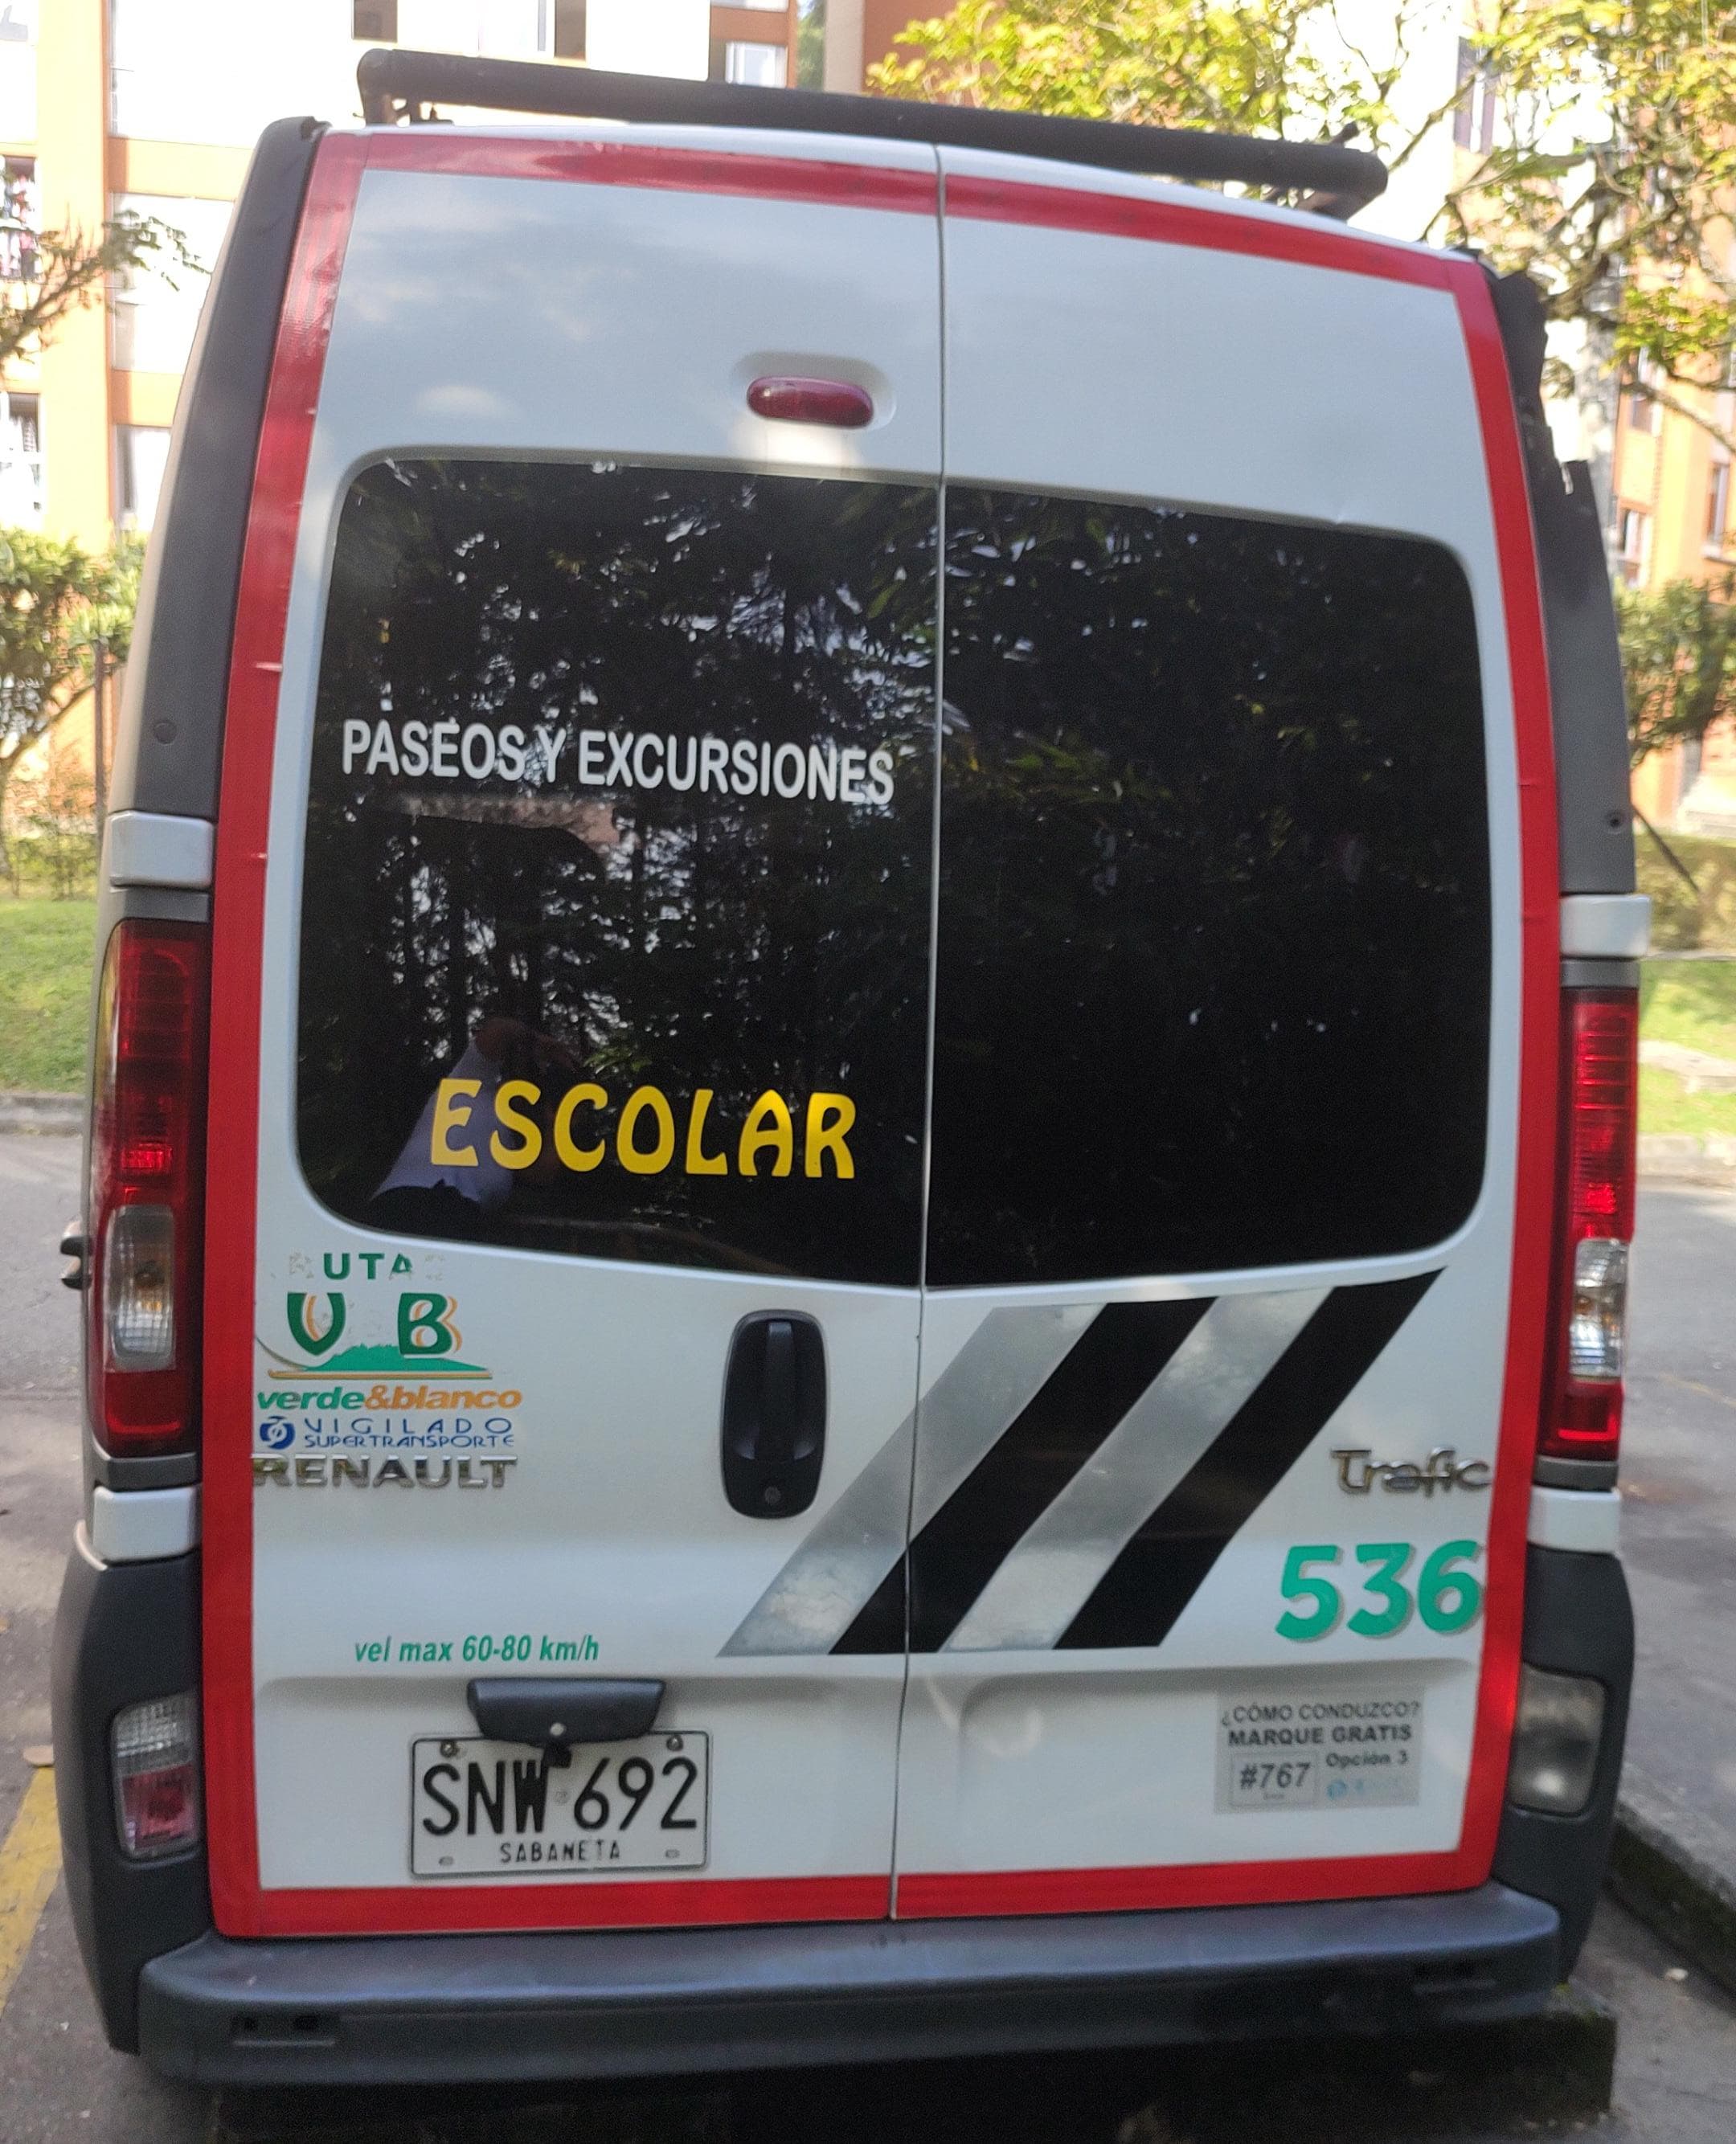 PASEOS Y EXCURSIONES
ESCOLAR
RUTAS
VB
verde&blanco
VIGILADO
SUPERTRANSPORTE
RENAULT
Trafic
536
vel max 60-80 km/h
¿CÓMO CONDUZCO?
MARQUE GRATIS
#767 Opción 3
SNW 692
SABANETA